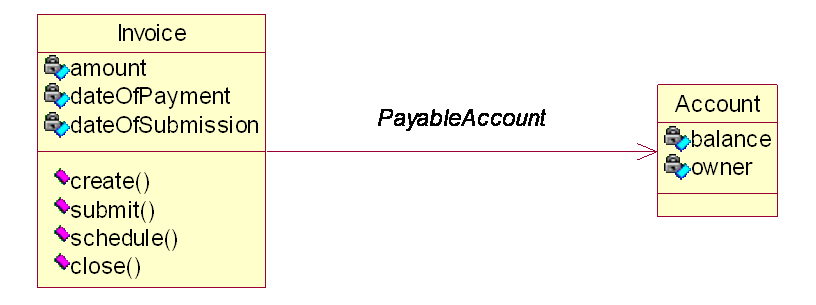 Invoice
amount
dateOfPayment
dateOfSubmission
create()
submit()
schedule()
close()
PayableAccount
Account
balance
owner